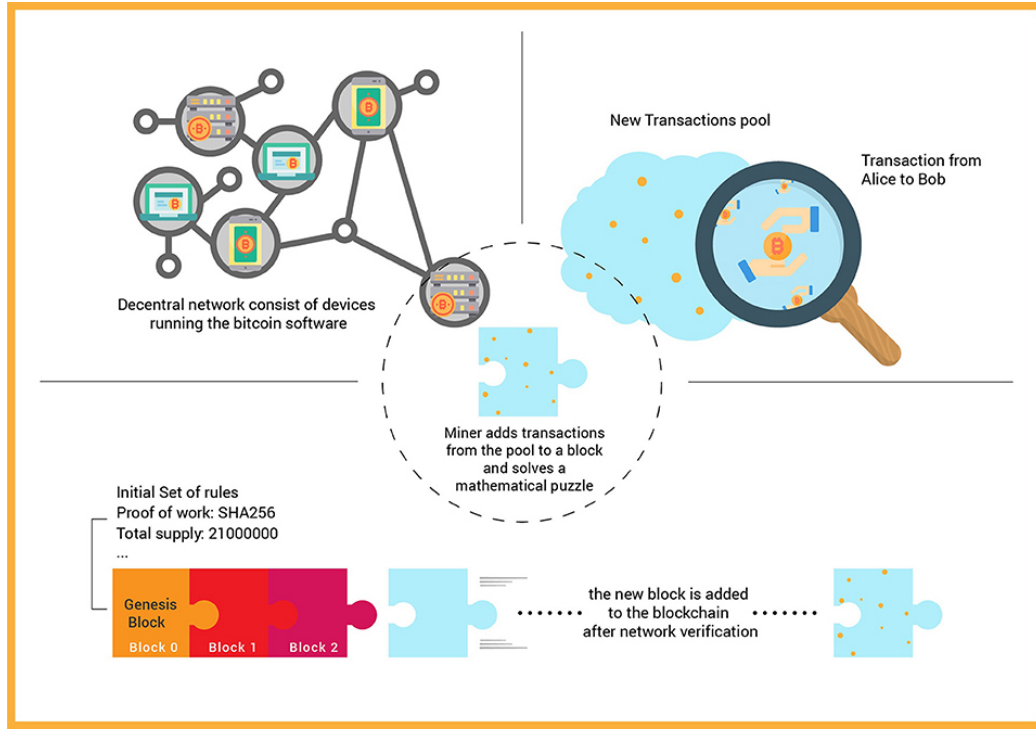 New Transactions pool
Transaction from
Alice to Bob
Decentral network consist of devices
running the bitcoin software
Miner adds transactions
from the pool to a block
and solves a
mathematical puzzle
Initial Set of rules
Proof of work: SHA256
Total supply: 21000000
...
Genesis
Block
Block 0
Block 1
Block 2
the new block is added
to the blockchain
after network verification